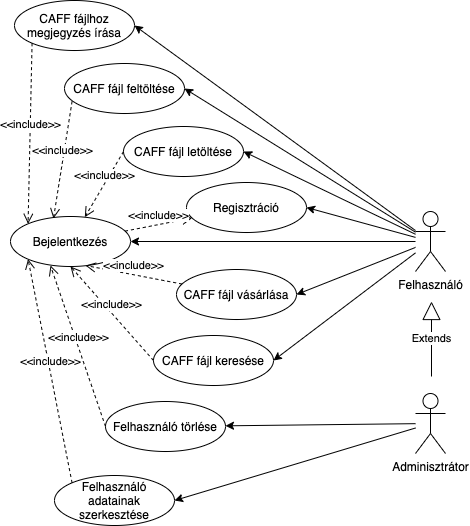 CAFF fájlhoz
megjegyzés írása
CAFF fájl feltöltése
<<include>>
<<include>>
CAFF fájl letöltése
<<include>>
Regisztráció
<<include>>
Bejelentkezés
<<include>>
CAFF fájl vásárlása
Felhasználó
<<include>>
Extends
<<include>>
<<include>>
CAFF fájl keresése
Felhasználó törlése
Adminisztrátor
Felhasználó
adatainak
szerkesztése